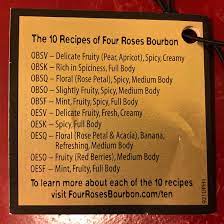 The 10 Recipes of Four Roses Bourbon
OBSV – Delicate Fruity (Pear, Apricot), Spicy, Creamy
OBSK – Rich in Spiciness, Full Body
OBSQ – Floral (Rose Petal), Spicy, Medium Body
OBSO – Slightly Fruity, Spicy, Medium Body
OBSF – Mint, Fruity, Spicy, Full Body
OESV – Delicate Fruity, Fresh, Creamy
OESK – Spicy, Full Body
OESQ – Floral (Rose Petal & Acacia), Banana,
Refreshing, Medium Body
OESO – Fruity (Red Berries), Medium Body
OESF – Mint, Fruity, Full Body
To learn more about each of the 10 recipes
visit FourRosesBourbon.com/ten